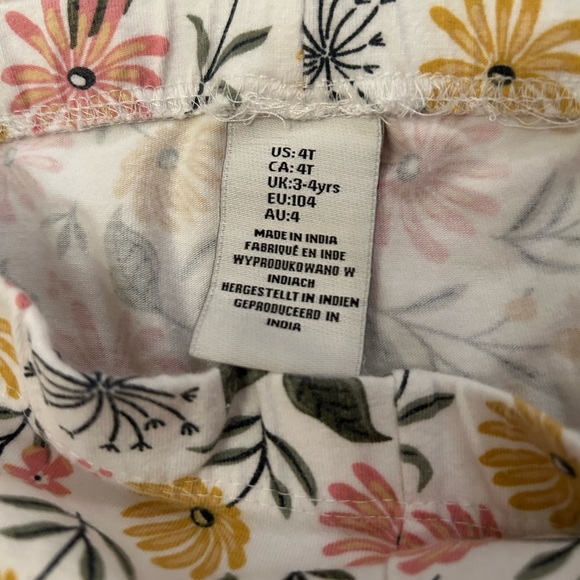 US: 4T
CA: 4T
UK:3-4yrs
EU:104
AU:4
MADE IN INDIA
FABRIQUÉ EN INDE
WYPRODUKOWANO W
INDIACH
HERGESTELLT IN INDIEN
GEPRODUCEERD IN
INDIA